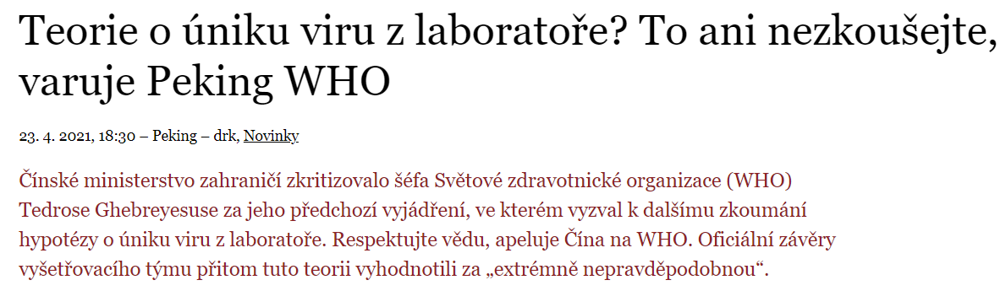 Teorie o úniku viru z laboratoře? To ani nezkoušejte,
varuje Peking WHO
23. 4. 2021, 18:30 – Peking – drk, Novinky
Čínské ministerstvo zahraničí zkritizovalo šéfa Světové zdravotnické organizace (WHO)
Tedrose Ghebreyesuse za jeho předchozí vyjádření, ve kterém vyzval k dalšímu zkoumání
hypotézy o úniku viru z laboratoře. Respektujte vědu, apeluje Čína na WHO. Oficiální závěry
vyšetřovacího týmu přitom tuto teorii vyhodnotili za „extrémně nepravděpodobnou“.